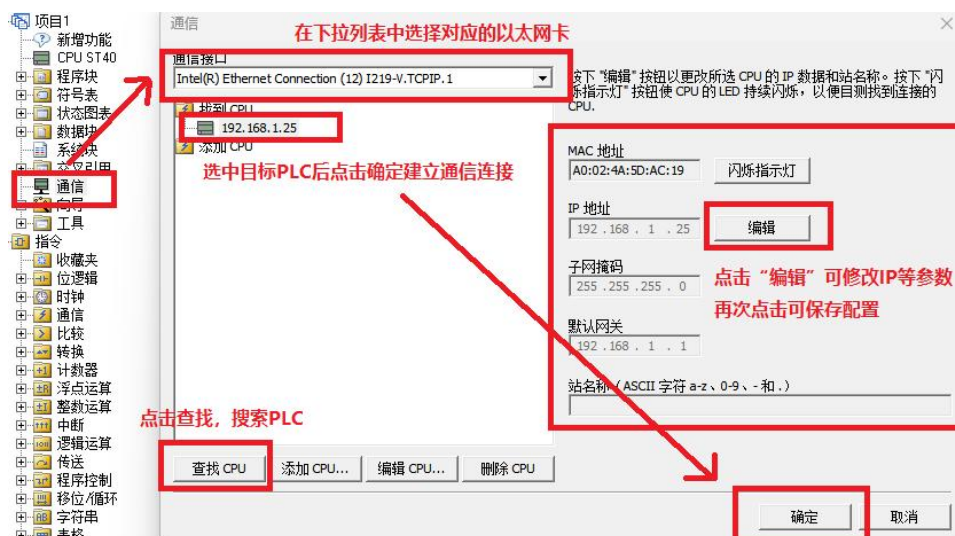 项目1
新增功能
CPU ST40
程序块
符号表
状态图表
数据块
系统块
交叉引用
通信
向导
工具
指令
收藏夹
位逻辑
时钟
通信
比较
转换
计数器
浮点运算
整数运算
中断
逻辑运算
传送
程序控制
移位/循环
字符串
表格
通信
在下拉列表中选择对应的以太网卡
通信接口
Intel(R) Ethernet Connection (12) I219-V.TCPIP.1
找到 CPU
192.168.1.25
添加 CPU
选中目标PLC后点击确定建立通信连接
点击查找，搜索PLC
查找 CPU
添加 CPU...
编辑 CPU...
删除 CPU
按下 "编辑" 按钮以更改所选 CPU 的 IP 数据和站名称。按下 "闪
烁指示灯" 按钮使 CPU 的 LED 持续闪烁，以便目测找到连接的
CPU.
MAC 地址
A0:02:4A:5D:AC:19
闪烁指示灯
IP 地址
192 . 168 . 1 . 25
编辑
子网掩码
255 . 255 . 255 . 0
点击“编辑”可修改IP等参数
再次点击可保存配置
默认网关
192 . 168 . 1 . 1
站名称（ASCII 字符 a-z、0-9、- 和 .）
确定
取消